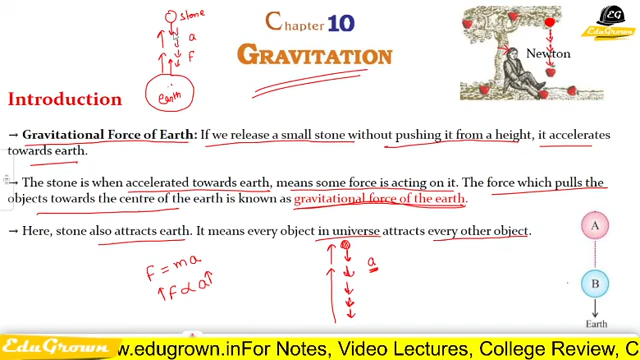 Chapter 10
GRAVITATION
stone
a
F
earth
EG
EduGrown
Newton
Introduction
→ Gravitational Force of Earth: If we release a small stone without pushing it from a height, it accelerates
towards earth.
→ The stone is when accelerated towards earth, means some force is acting on it. The force which pulls the
objects towards the centre of the earth is known as gravitational force of the earth.
→ Here, stone also attracts earth. It means every object in universe attracts every other object.
F = ma
↑F ∝ a↑
a
A
B
Earth
EduGrown
www.edugrown.inFor Notes, Video Lectures, College Review, C